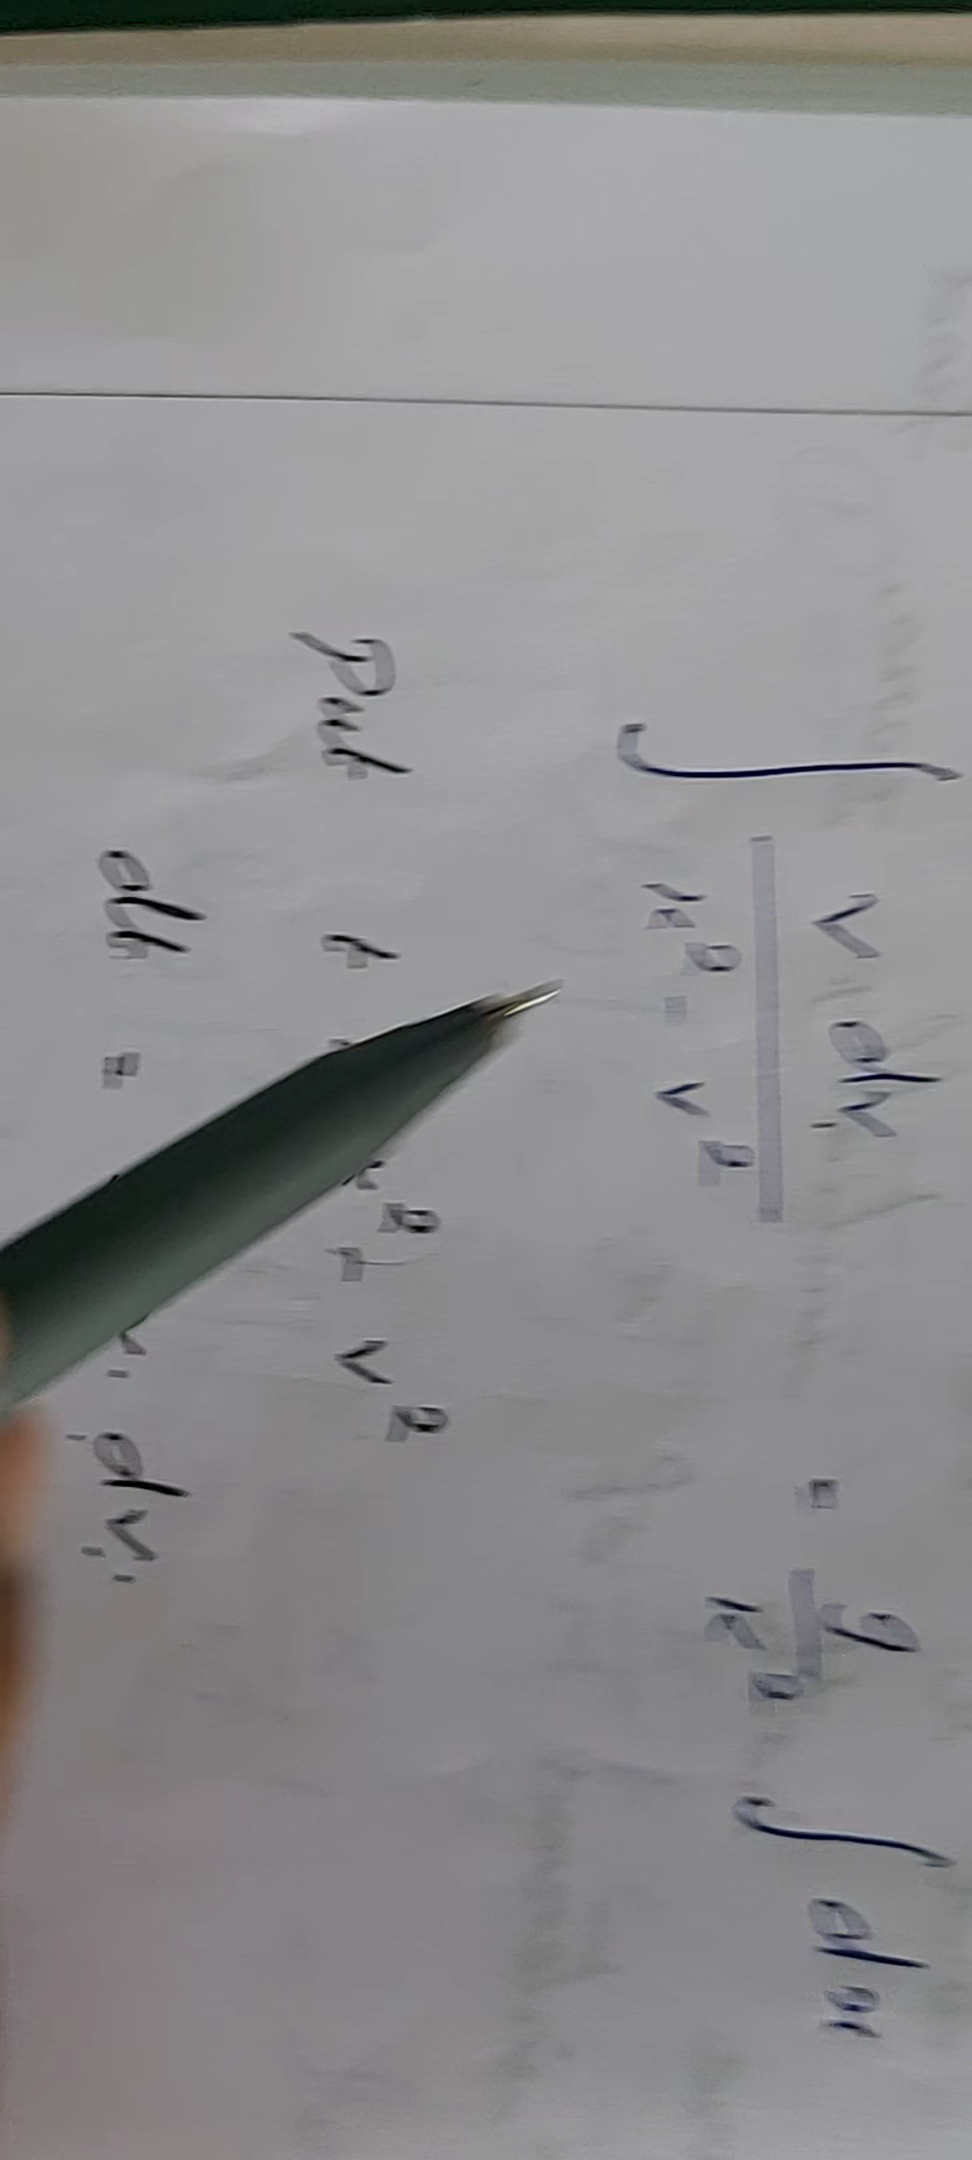 ∫ v dv / k² - v² = g / k² ∫ dx
Put t k² - v²
dt = v. dv.